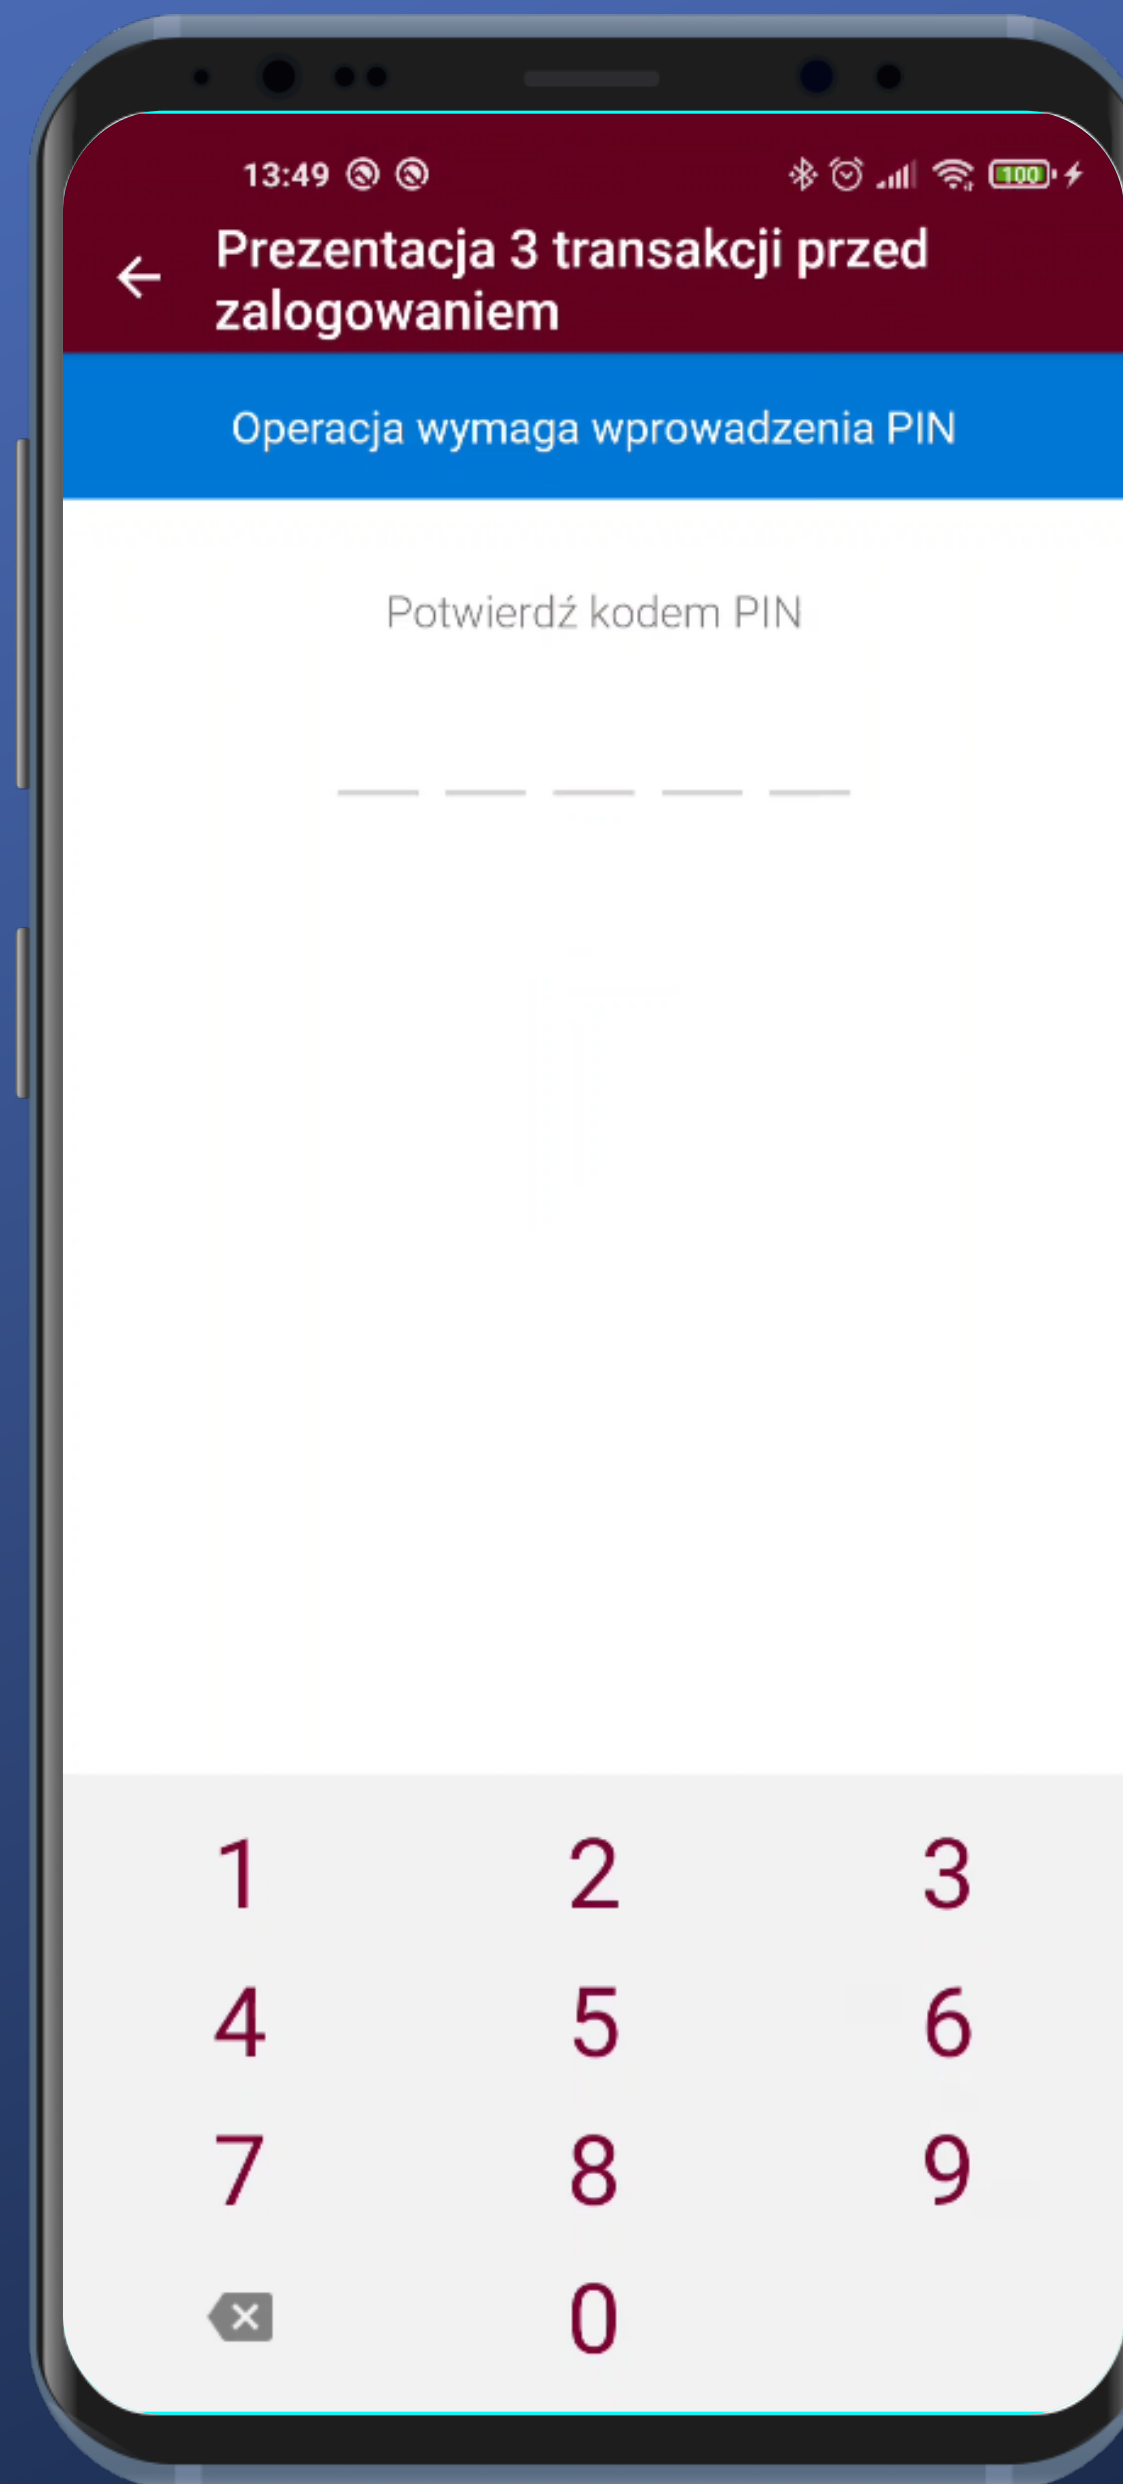 13:49
100
Prezentacja 3 transakcji przed
zalogowaniem
Operacja wymaga wprowadzenia PIN
Potwierdź kodem PIN
1 2 3
4 5 6
7 8 9
0